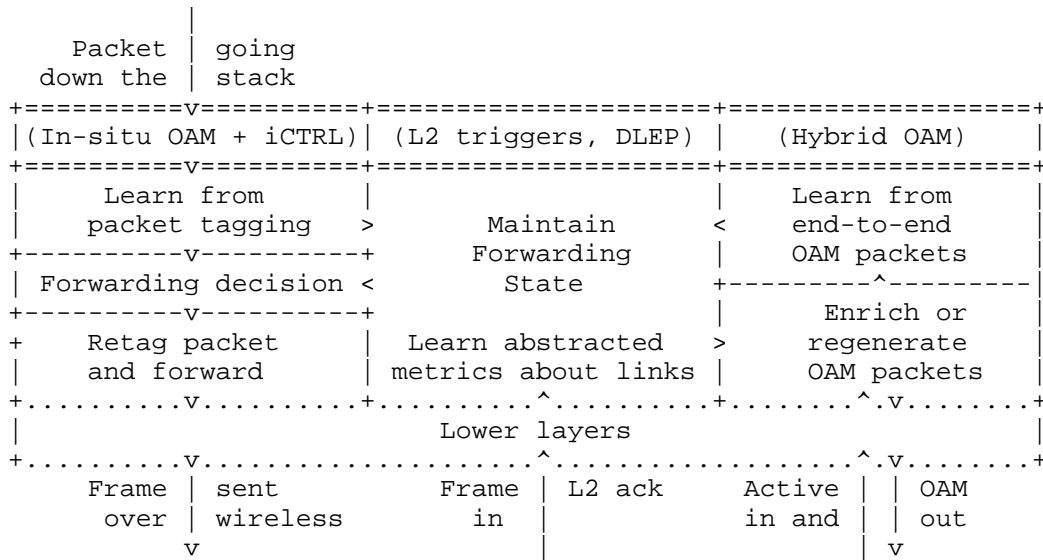 |
           Packet | going
         down the | stack
+==========v==========+====================+==================+
|(In-situ OAM + iCTRL)| (L2 triggers, DLEP) |   (Hybrid OAM)   |
+==========v==========+====================+==================+
|     Learn from      |                    |    Learn from    |
|    packet tagging   >      Maintain      <    end-to-end    |
+----------v----------+     Forwarding     |    OAM packets   |
| Forwarding decision <       State        +---------^--------|
+----------v----------+                    |     Enrich or    |
+    Retag packet     |  Learn abstracted  >    regenerate    |
|    and forward      | metrics about links |    OAM packets   |
+..........v..........+..........^..........+........^.v........+
|                         Lower layers                         |
+..........v.....................^...................^.v........+
    Frame | sent      Frame | L2 ack     Active | | OAM
     over | wireless     in |            in and | | out
          v                 |                   | v